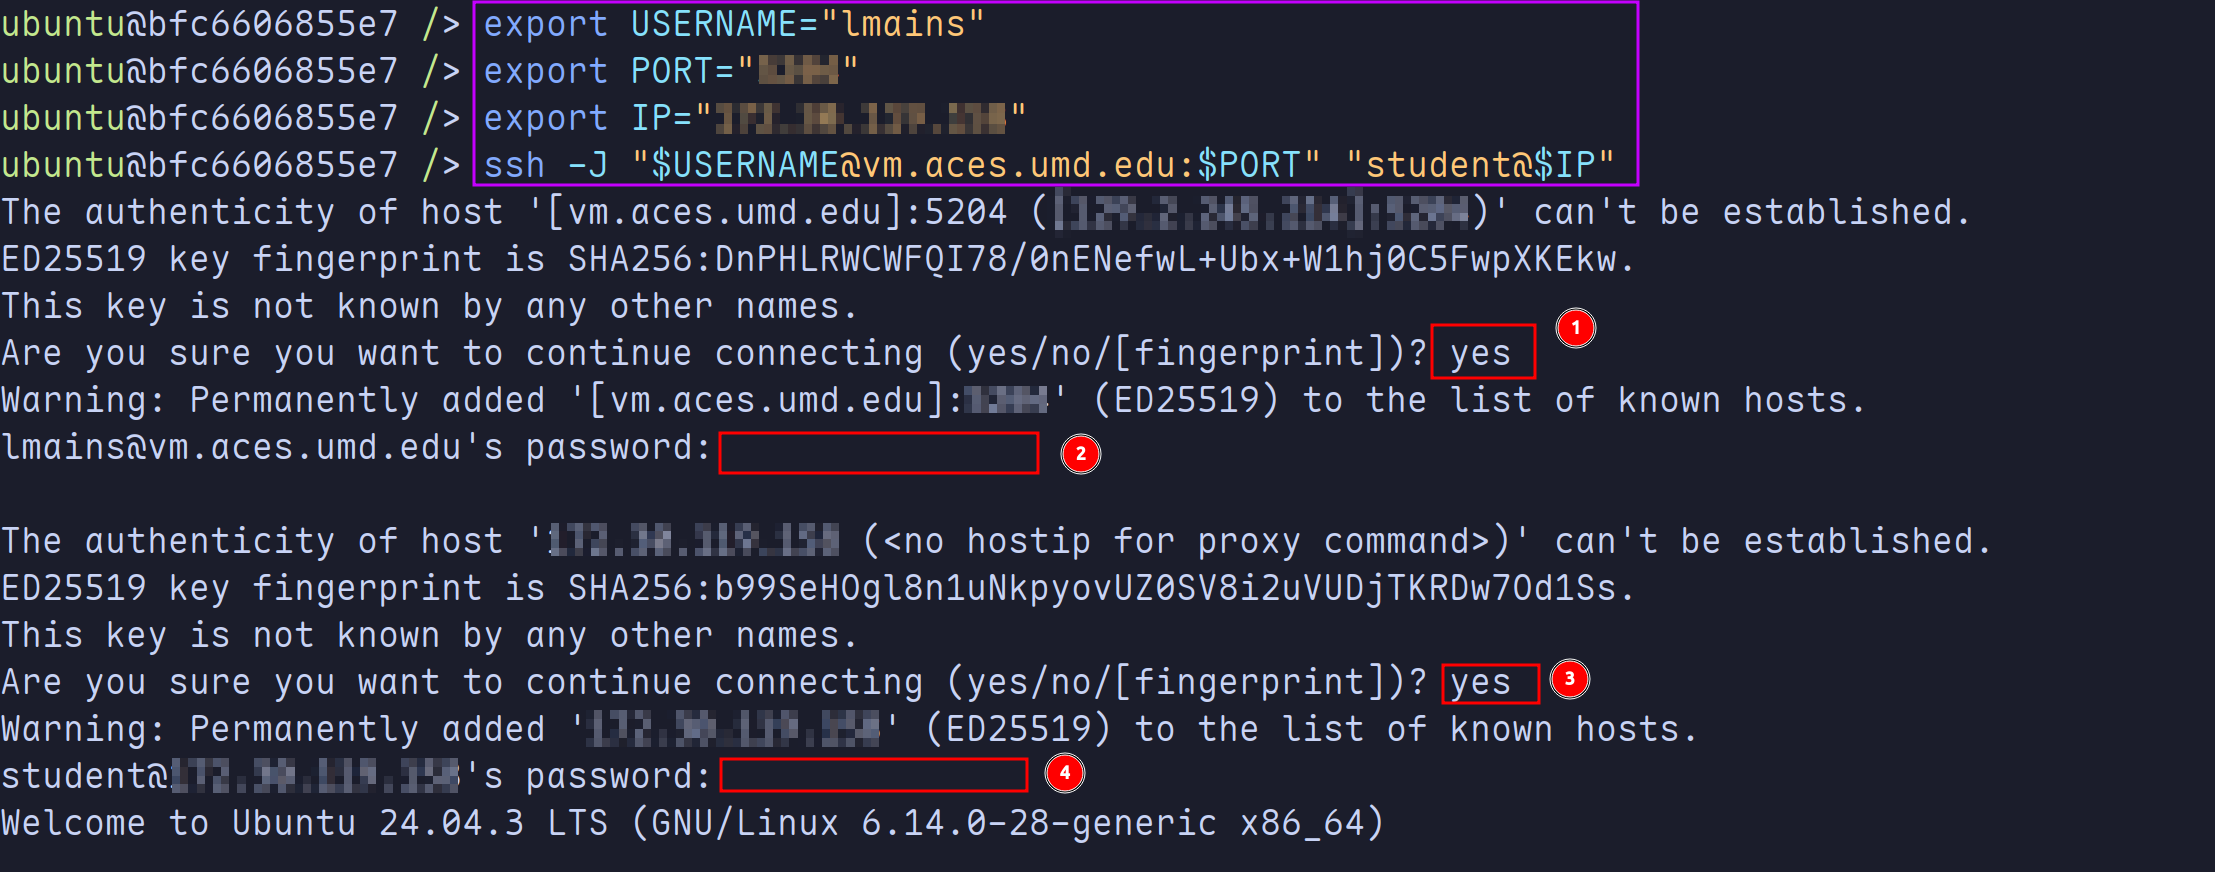 ubuntu@bfc6606855e7 /> export USERNAME="lmains"
ubuntu@bfc6606855e7 /> export PORT=""
ubuntu@bfc6606855e7 /> export IP=""
ubuntu@bfc6606855e7 /> ssh -J "$USERNAME@vm.aces.umd.edu:$PORT" "student@$IP"
The authenticity of host '[vm.aces.umd.edu]:5204 ()' can't be established.
ED25519 key fingerprint is SHA256:DnPHLRWCWFQI78/0nENefwL+Ubx+W1hj0C5FwpXKEkw.
This key is not known by any other names.
Are you sure you want to continue connecting (yes/no/[fingerprint])? yes 1
Warning: Permanently added '[vm.aces.umd.edu]:' (ED25519) to the list of known hosts.
lmains@vm.aces.umd.edu's password: 2
The authenticity of host ' (<no hostip for proxy command>)' can't be established.
ED25519 key fingerprint is SHA256:b99SeHOgl8n1uNkpyovUZ0SV8i2uVUDjTKRDw7Od1Ss.
This key is not known by any other names.
Are you sure you want to continue connecting (yes/no/[fingerprint])? yes 3
Warning: Permanently added '' (ED25519) to the list of known hosts.
student@'s password: 4
Welcome to Ubuntu 24.04.3 LTS (GNU/Linux 6.14.0-28-generic x86_64)